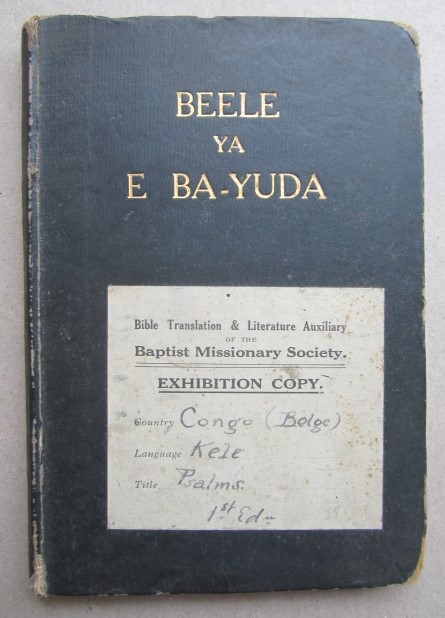 BEELE
YA
E BA-YUDA
Bible Translation & Literature Auxiliary
OF THE
Baptist Missionary Society.
EXHIBITION COPY.
Country Congo (Belge)
Language Kele
Title Psalms.
1st Edn